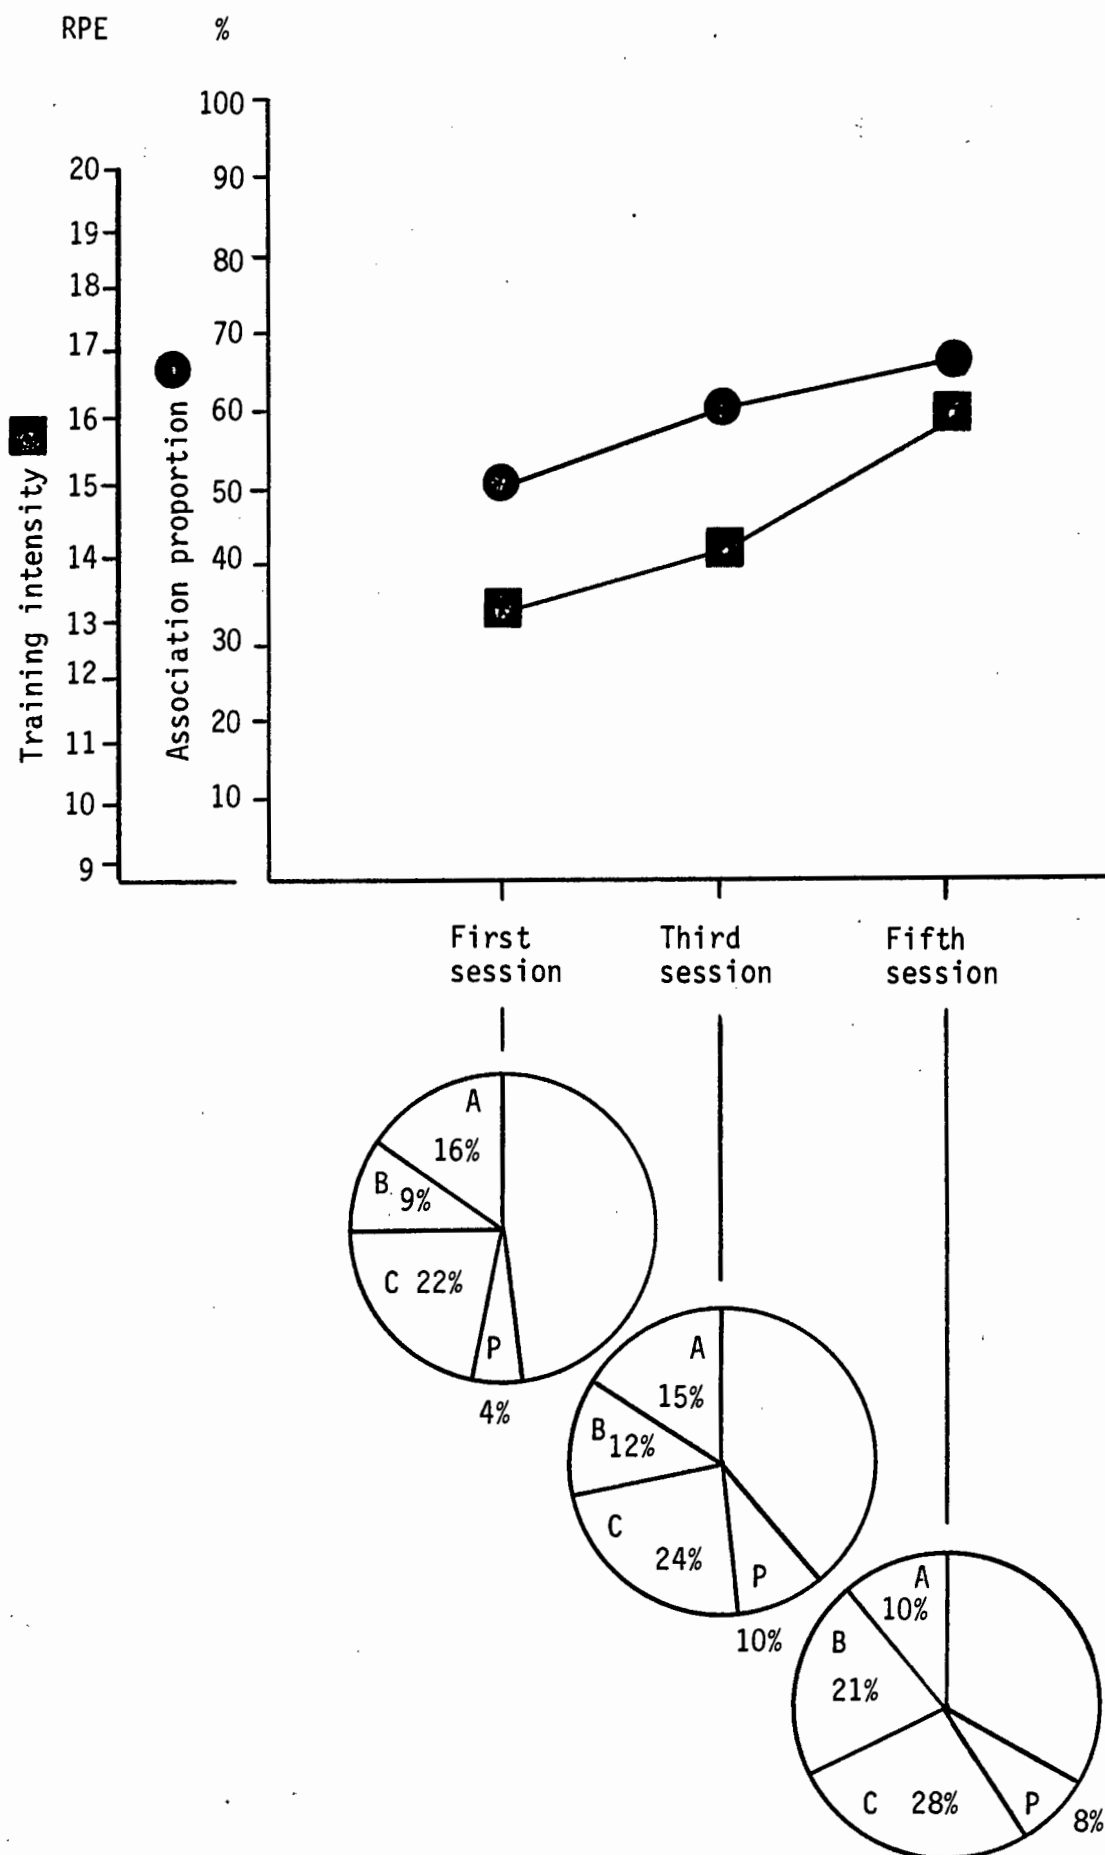 RPE %
100
90
80
70
60
50
40
30
20
10
20
19
18
17
16
15
14
13
12
11
10
9
Training intensity
Association proportion
First session
Third session
Fifth session
A
16%
B 9%
C 22%
P
4%
A
15%
B 12%
C
24%
P
10%
A
10%
B
21%
C 28%
P
8%